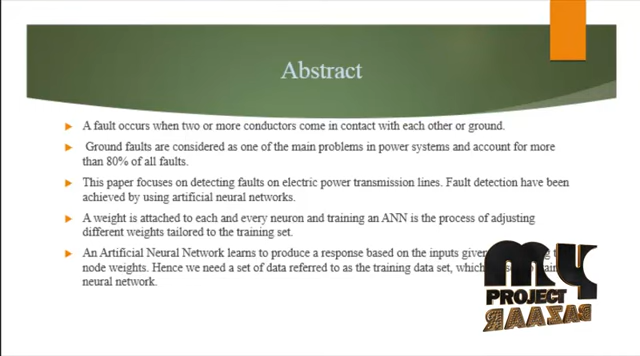 Abstract
A fault occurs when two or more conductors come in contact with each other or ground.
Ground faults are considered as one of the main problems in power systems and account for more
than 80% of all faults.
This paper focuses on detecting faults on electric power transmission lines. Fault detection have been
achieved by using artificial neural networks.
A weight is attached to each and every neuron and training an ANN is the process of adjusting
different weights tailored to the training set.
An Artificial Neural Network learns to produce a response based on the inputs given
node weights. Hence we need a set of data referred to as the training data set, which
neural network.
MY
PROJECT
BAZAAR